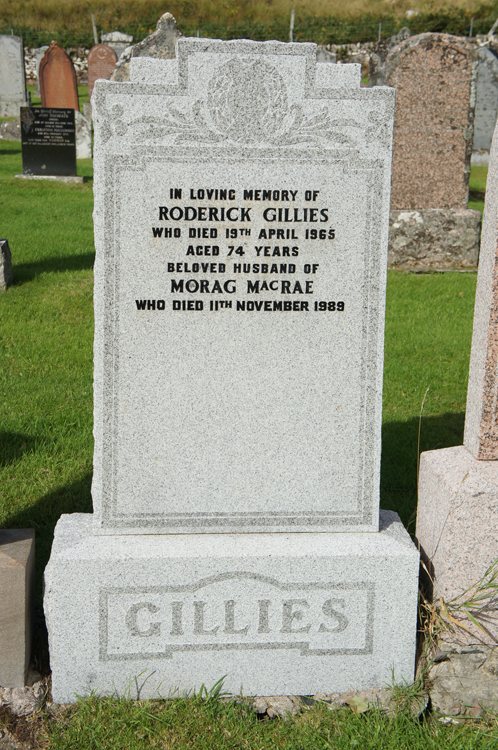 IN LOVING MEMORY OF
RODERICK GILLIES
WHO DIED 19TH APRIL 1965
AGED 74 YEARS
BELOVED HUSBAND OF
MORAG MACRAE
WHO DIED 11TH NOVEMBER 1989
GILLIES